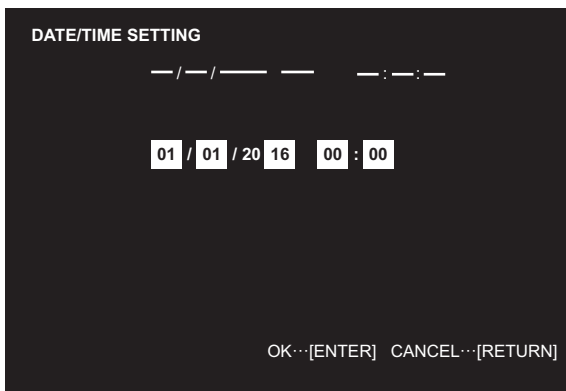 DATE/TIME SETTING
—/—/—— — —:—:—
01 / 01 / 20 16 00 : 00
OK···[ENTER] CANCEL···[RETURN]